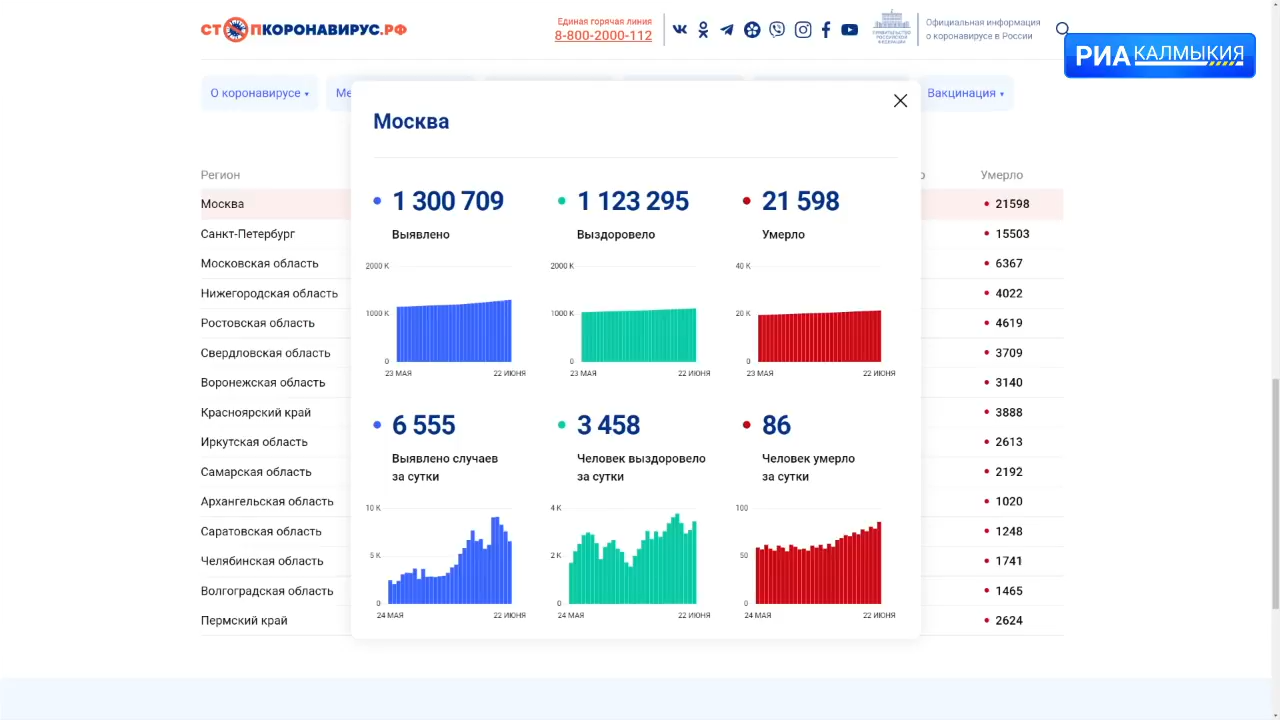 СТОПКОРОНАВИРУС.РФ
Единая горячая линия
8-800-2000-112
ПРАВИТЕЛЬСТВО
РОССИЙСКОЙ
ФЕДЕРАЦИИ
Официальная информация
о коронавирусе в России
РИА КАЛМЫКИЯ
О коронавирусе
Ме
Вакцинация
Москва
Регион
Умерло
1 300 709
1 123 295
21 598
Выявлено
Выздоровело
Умерло
2000 K
1000 K
0
23 МАЯ
22 ИЮНЯ
2000 K
1000 K
0
23 МАЯ
22 ИЮНЯ
40 K
20 K
0
23 МАЯ
22 ИЮНЯ
6 555
3 458
86
Выявлено случаев
за сутки
Человек выздоровело
за сутки
Человек умерло
за сутки
10 K
5 K
0
24 МАЯ
22 ИЮНЯ
4 K
2 K
0
24 МАЯ
22 ИЮНЯ
100
50
0
24 МАЯ
22 ИЮНЯ
Москва 21598
Санкт-Петербург 15503
Московская область 6367
Нижегородская область 4022
Ростовская область 4619
Свердловская область 3709
Воронежская область 3140
Красноярский край 3888
Иркутская область 2613
Самарская область 2192
Архангельская область 1020
Саратовская область 1248
Челябинская область 1741
Волгоградская область 1465
Пермский край 2624